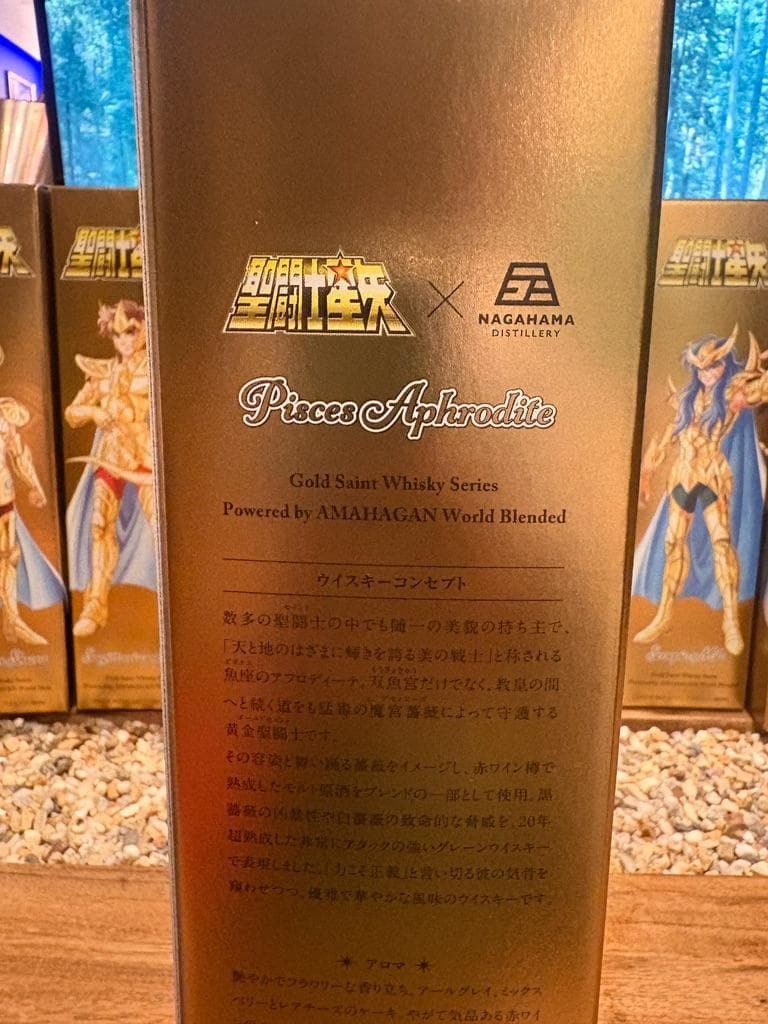 聖闘士星矢 × NAGAHAMA
DISTILLERY
Pisces Aphrodite
Gold Saint Whisky Series
Powered by AMAHAGAN World Blended
ウイスキーコンセプト
数多の聖闘士の中でも随一の美貌の持ち主で、
「天と地のはざまに輝きを誇る美の戦士」と称される
魚座のアフロディーテ。双魚宮だけでなく、教皇の間
へと続く道をも猛毒の魔宮薔薇によって守護する
黄金聖闘士です。
その容姿と舞い踊る薔薇をイメージし、赤ワイン樽で
熟成したモルト原酒をブレンドの一部として使用。黒
薔薇の凶暴性や白薔薇の致命的な脅威を、20年
超熟成した非常にアタックの強いグレーンウイスキー
で表現しました。「力こそ正義」と言い切る彼の気骨を
窺わせつつ、優雅で華やかな風味のウイスキーです。
アロマ
艶やかでフラワリーな香り立ち。アールグレイ、ミックス
ベリーとレアチーズのケーキ。やがて気品ある赤ワイ
聖闘士
聖闘士星矢